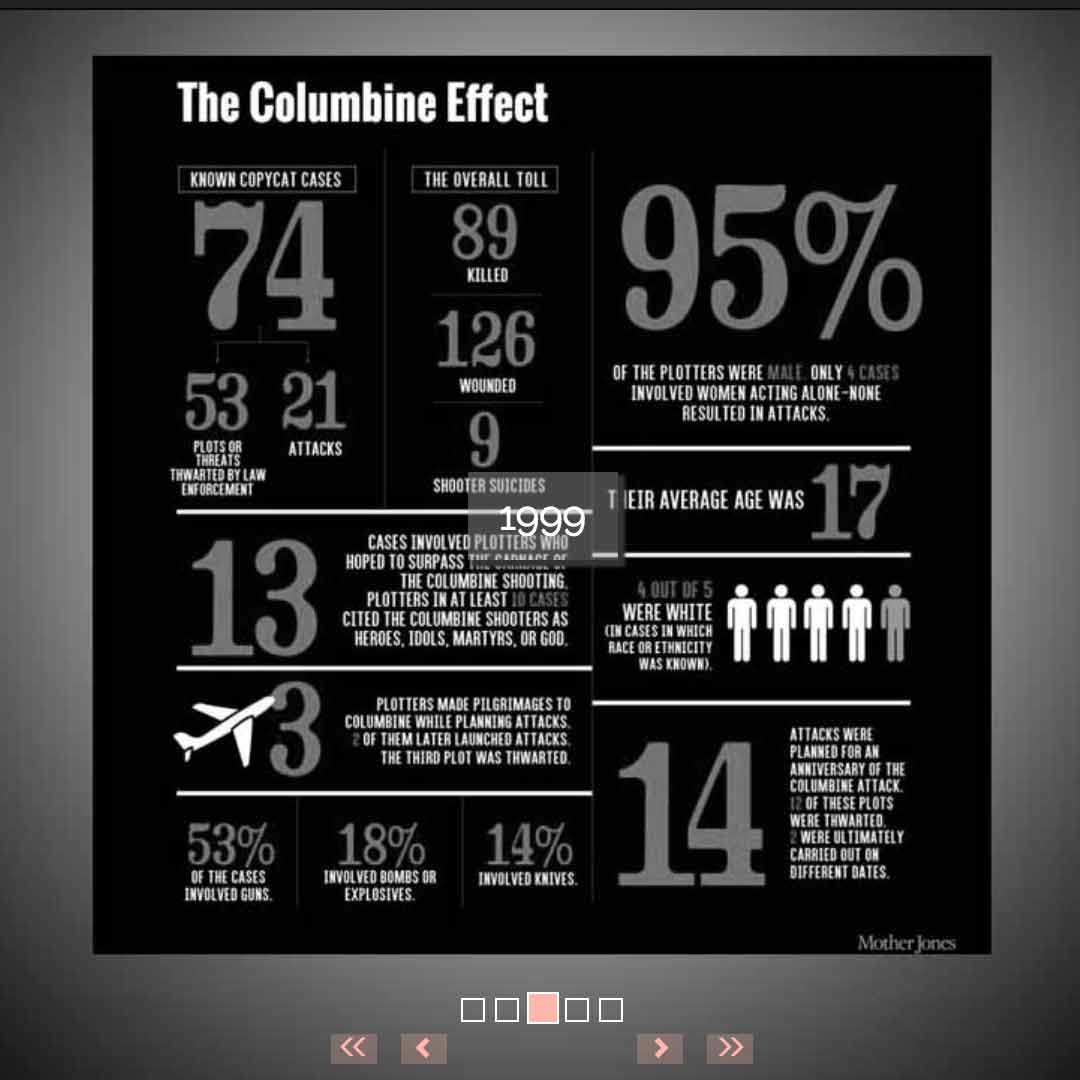 The Columbine Effect
KNOWN COPYCAT CASES
74
53
PLOTS OR
THREATS
THWARTED BY LAW
ENFORCEMENT
21
ATTACKS
THE OVERALL TOLL
89
KILLED
126
WOUNDED
9
SHOOTER SUICIDES
95%
OF THE PLOTTERS WERE MALE. ONLY 4 CASES
INVOLVED WOMEN ACTING ALONE–NONE
RESULTED IN ATTACKS.
THEIR AVERAGE AGE WAS 17
1999
13
CASES INVOLVED PLOTTERS WHO
HOPED TO SURPASS THE CARNAGE OF
THE COLUMBINE SHOOTING.
PLOTTERS IN AT LEAST 10 CASES
CITED THE COLUMBINE SHOOTERS AS
HEROES, IDOLS, MARTYRS, OR GOD.
4 OUT OF 5
WERE WHITE
(IN CASES IN WHICH
RACE OR ETHNICITY
WAS KNOWN).
3
PLOTTERS MADE PILGRIMAGES TO
COLUMBINE WHILE PLANNING ATTACKS.
2 OF THEM LATER LAUNCHED ATTACKS.
THE THIRD PLOT WAS THWARTED.
14
ATTACKS WERE
PLANNED FOR AN
ANNIVERSARY OF THE
COLUMBINE ATTACK.
12 OF THESE PLOTS
WERE THWARTED.
2 WERE ULTIMATELY
CARRIED OUT ON
DIFFERENT DATES.
53%
OF THE CASES
INVOLVED GUNS.
18%
INVOLVED BOMBS OR
EXPLOSIVES.
14%
INVOLVED KNIVES.
Mother Jones